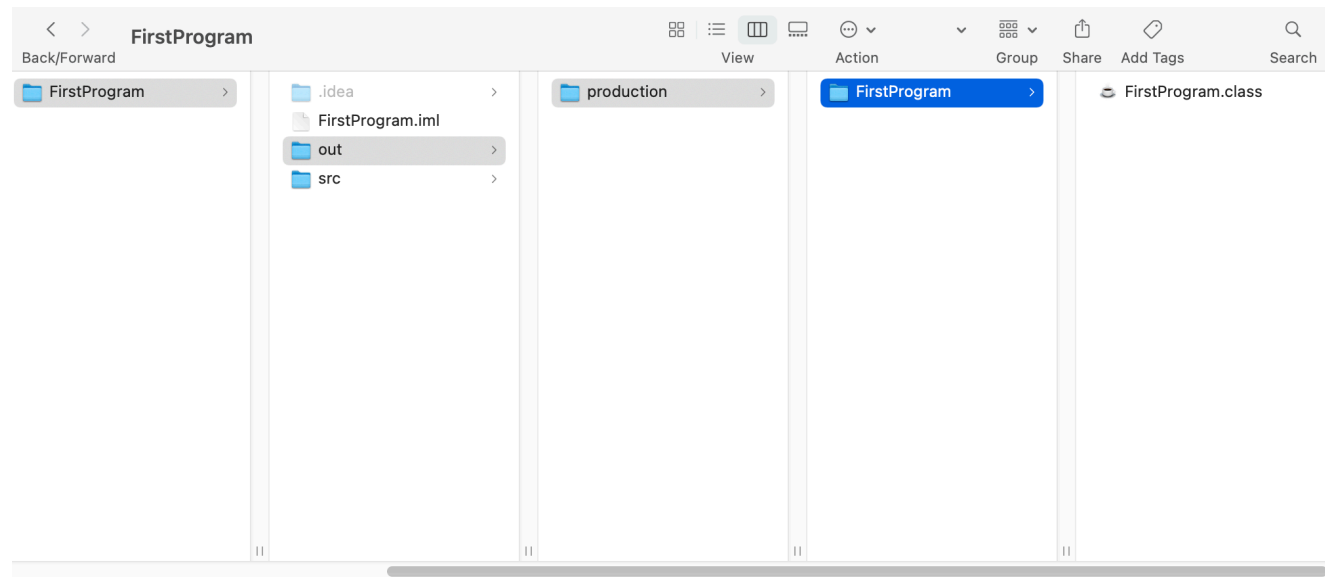 FirstProgram
Back/Forward
View
Action
Group
Share
Add Tags
Search
FirstProgram
.idea
FirstProgram.iml
out
src
production
FirstProgram
FirstProgram.class